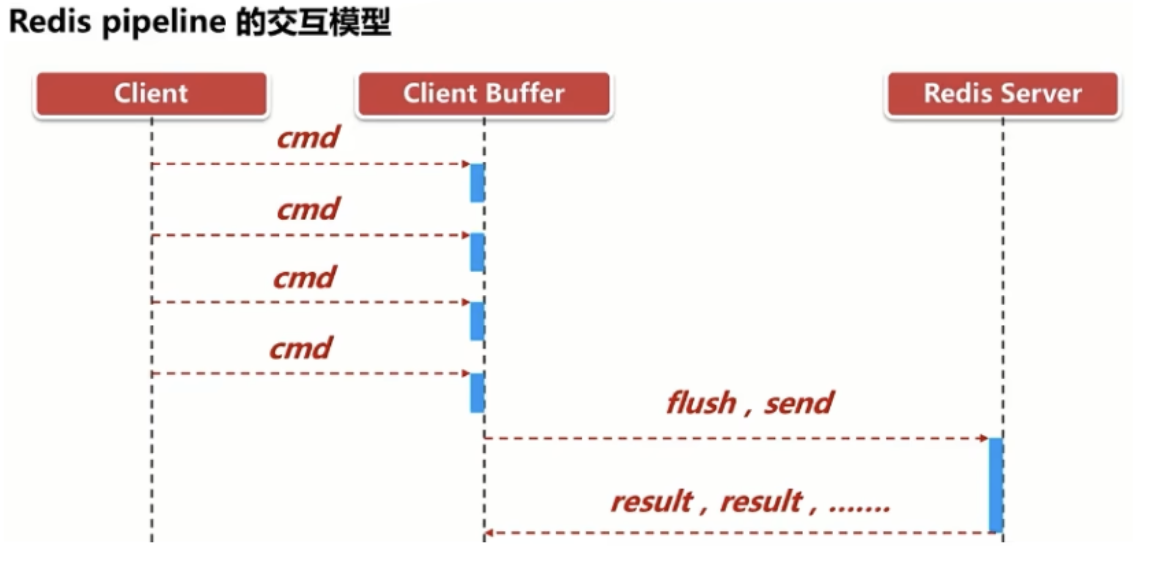 Redis pipeline 的交互模型
Client
Client Buffer
Redis Server
cmd
cmd
cmd
cmd
flush , send
result , result , .......